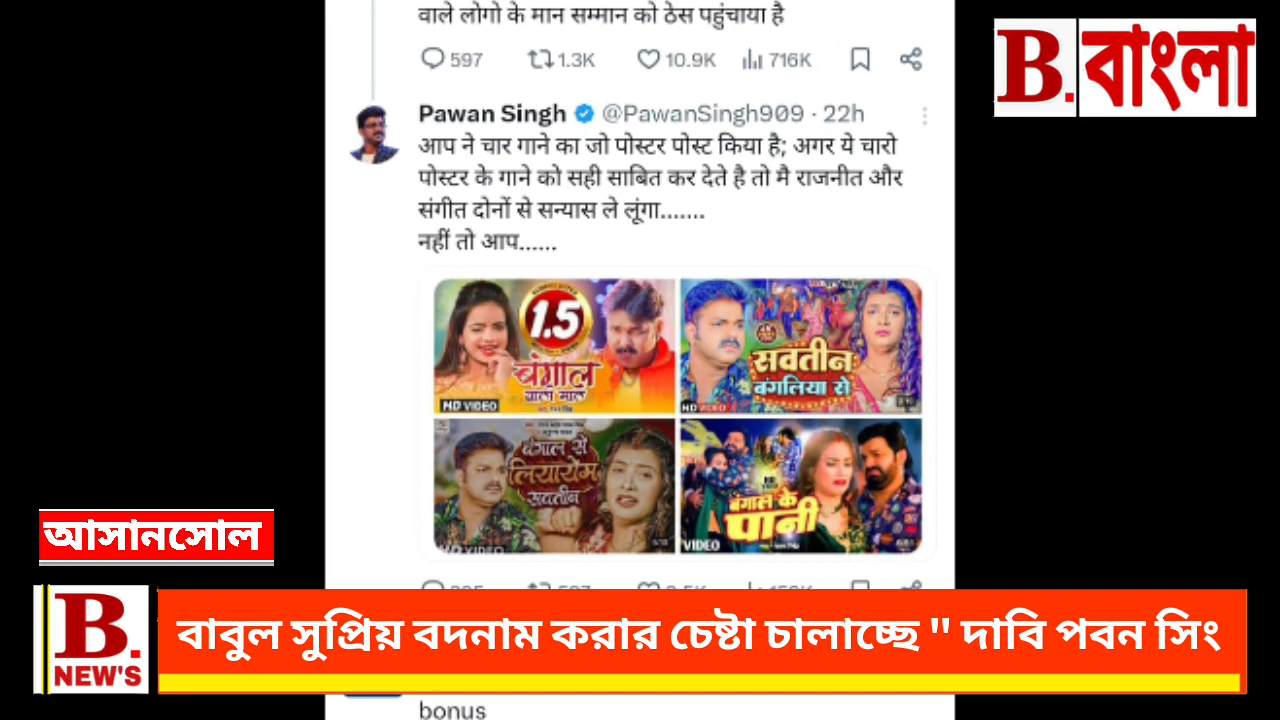 वाले लोगो के मान सम्मान को ठेस पहुंचाया है
597 1.3K 10.9K 716K
B. বাংলা
Pawan Singh @PawanSingh909 · 22h
आप ने चार गाने का जो पोस्टर पोस्ट किया है; अगर ये चारो
पोस्टर के गाने को सही साबित कर देते है तो मै राजनीत और
संगीत दोनों से सन्यास ले लूंगा.......
नहीं तो आप......
1.5
बंगाल
वाली माल
HD VIDEO
सवतीन
बंगलिया से
HD VIDEO
बंगाल से
लियायेम
सवतीन
HD VIDEO
बंगाल के
पानी
VIDEO
আসানসোল
B.
NEW'S
বাবুল সুপ্রিয় বদনাম করার চেষ্টা চালাচ্ছে " দাবি পবন সিং
bonus